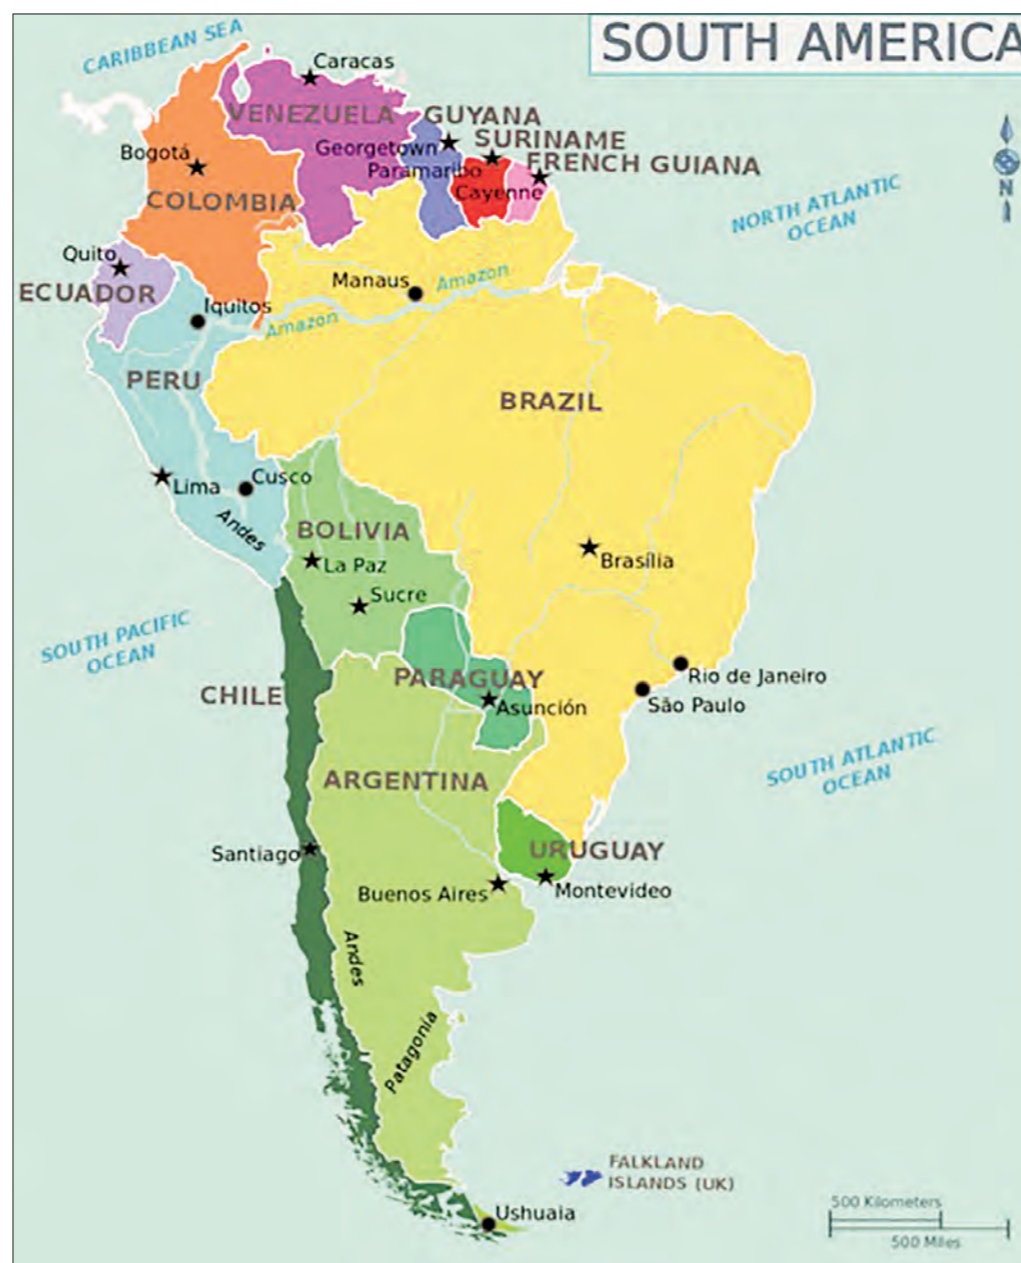 SOUTH AMERICA
CARIBBEAN SEA
Caracas
VENEZUELA
GUYANA
SURINAME
Georgetown
Bogotá
FRENCH GUIANA
Paramaribo
Cayenne
COLOMBIA
N
NORTH ATLANTIC
OCEAN
Quito
ECUADOR
Manaus
Amazon
Iquitos
Amazon
PERU
BRAZIL
Cusco
Lima
Andes
BOLIVIA
La Paz
Brasília
Sucre
SOUTH PACIFIC
OCEAN
PARAGUAY
Rio de Janeiro
CHILE
Asunción
São Paulo
SOUTH ATLANTIC
OCEAN
ARGENTINA
URUGUAY
Santiago
Buenos Aires
Montevideo
Andes
Patagonia
FALKLAND
ISLANDS (UK)
500 Kilometers
500 Miles
Ushuaia